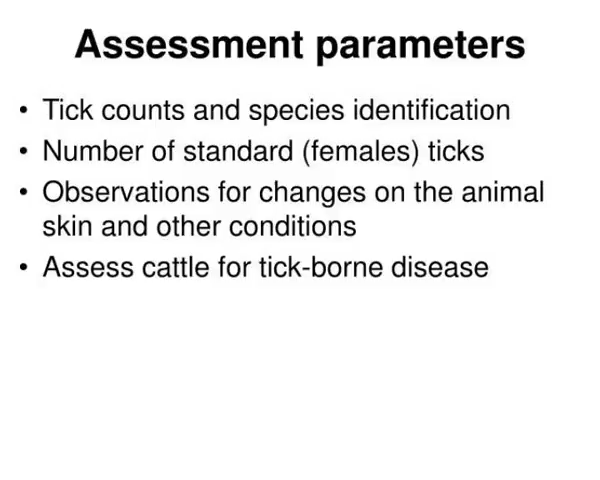 Assessment parameters
• Tick counts and species identification
• Number of standard (females) ticks
• Observations for changes on the animal
skin and other conditions
• Assess cattle for tick-borne disease